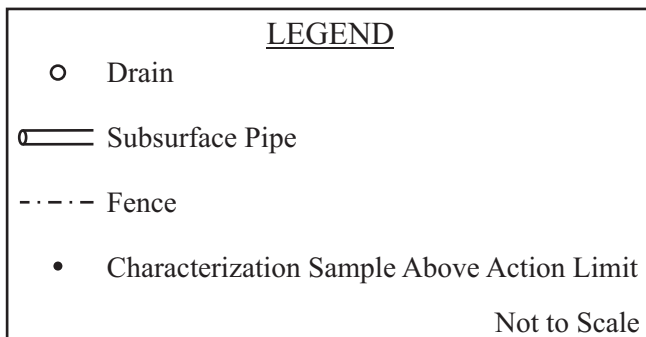 LEGEND
Drain
Subsurface Pipe
Fence
Characterization Sample Above Action Limit
Not to Scale